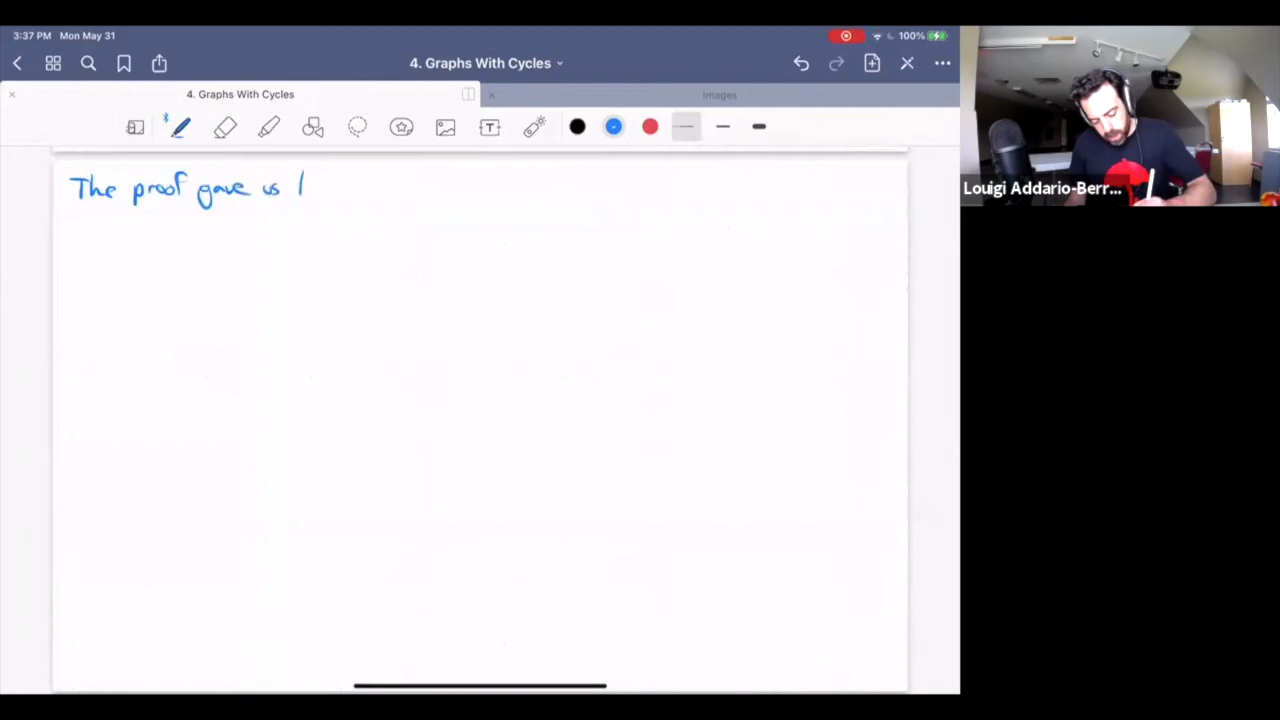 3:37 PM Mon May 31
100%
4. Graphs With Cycles
4. Graphs With Cycles
Images
The proof gave us
Louigi Addario-Berr...